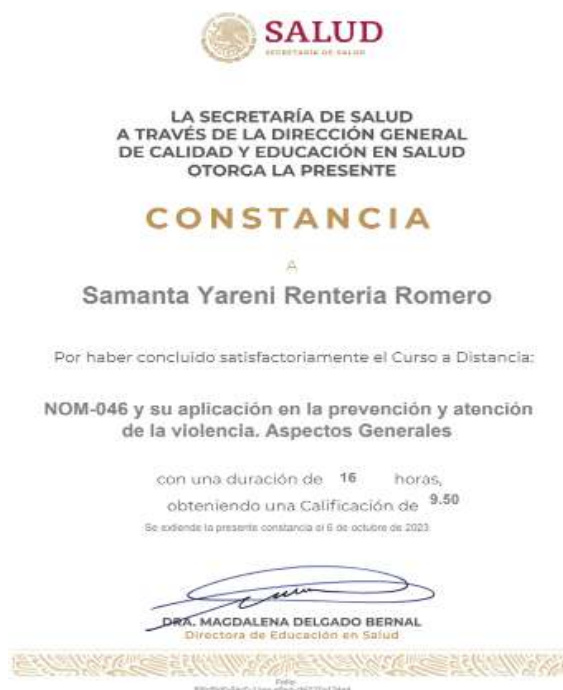 SALUD
SECRETARÍA DE SALUD
LA SECRETARÍA DE SALUD
A TRAVÉS DE LA DIRECCIÓN GENERAL
DE CALIDAD Y EDUCACIÓN EN SALUD
OTORGA LA PRESENTE
CONSTANCIA
A
Samanta Yareni Renteria Romero
Por haber concluido satisfactoriamente el Curso a Distancia:
NOM-046 y su aplicación en la prevención y atención
de la violencia. Aspectos Generales
con una duración de 16 horas,
obteniendo una Calificación de 9.50
Se extiende la presente constancia el 6 de octubre de 2023
DRA. MAGDALENA DELGADO BERNAL
Directora de Educación en Salud
Folio: